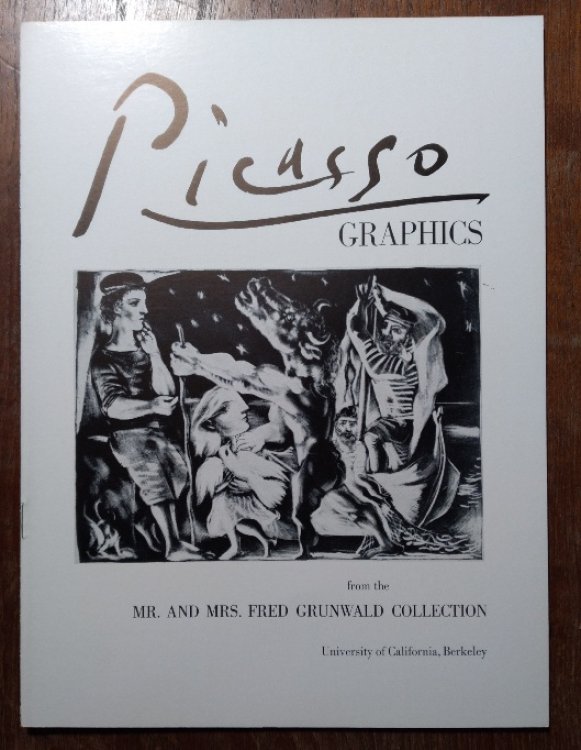 Picasso
GRAPHICS
from the
MR. AND MRS. FRED GRUNWALD COLLECTION
University of California, Berkeley